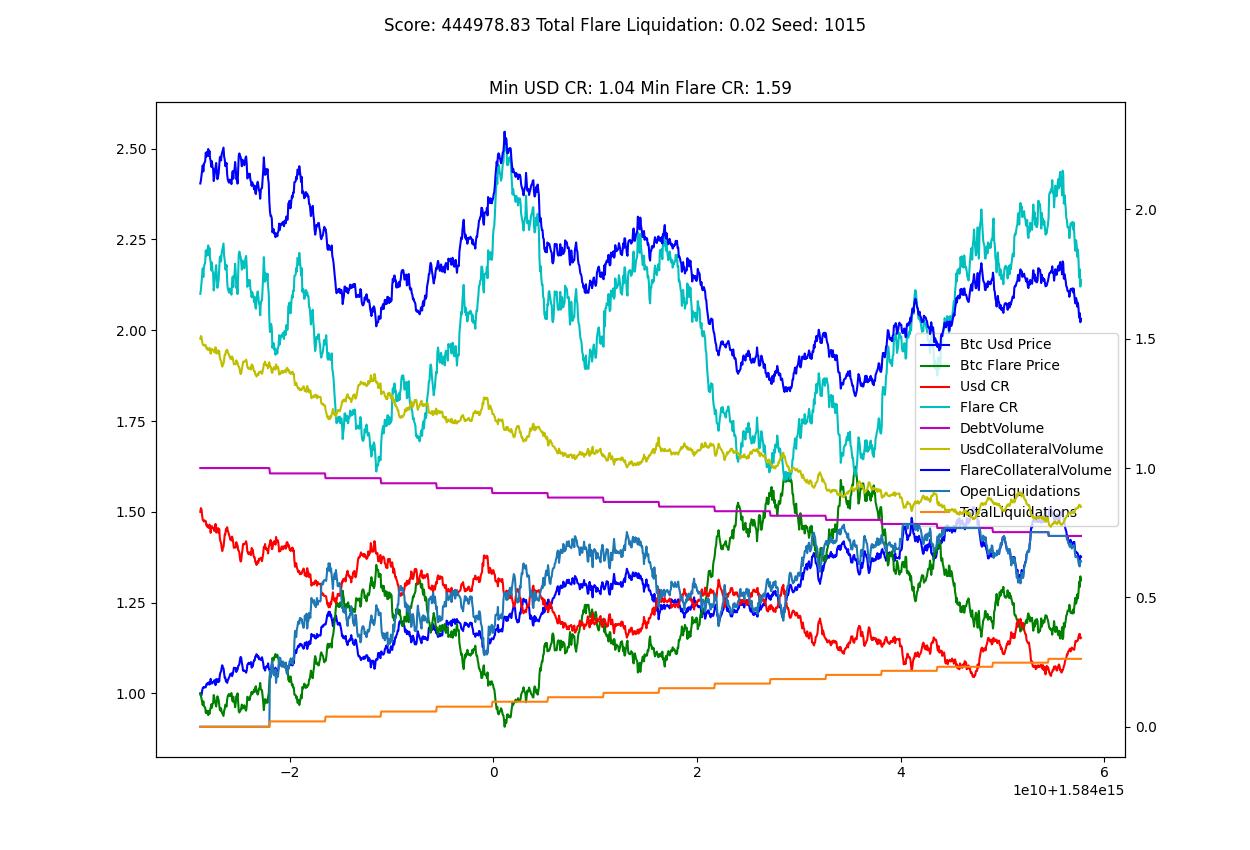 Score: 444978.83 Total Flare Liquidation: 0.02 Seed: 1015
Min USD CR: 1.04 Min Flare CR: 1.59
2.50
2.25
2.00
1.75
1.50
1.25
1.00
2.0
1.5
1.0
0.5
0.0
Btc Usd Price
Btc Flare Price
Usd CR
Flare CR
DebtVolume
UsdCollateralVolume
FlareCollateralVolume
OpenLiquidations
TotalLiquidations
−2
0
2
4
6
1e10+1.584e15